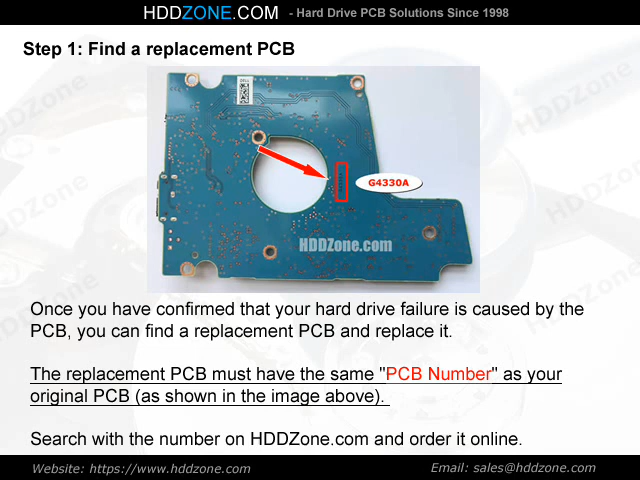 HDDZONE.COM - Hard Drive PCB Solutions Since 1998
Step 1: Find a replacement PCB
G4330A
HDDZone.com
Once you have confirmed that your hard drive failure is caused by the
PCB, you can find a replacement PCB and replace it.
The replacement PCB must have the same "PCB Number" as your
original PCB (as shown in the image above).
Search with the number on HDDZone.com and order it online.
Website: https://www.hddzone.com Email: sales@hddzone.com